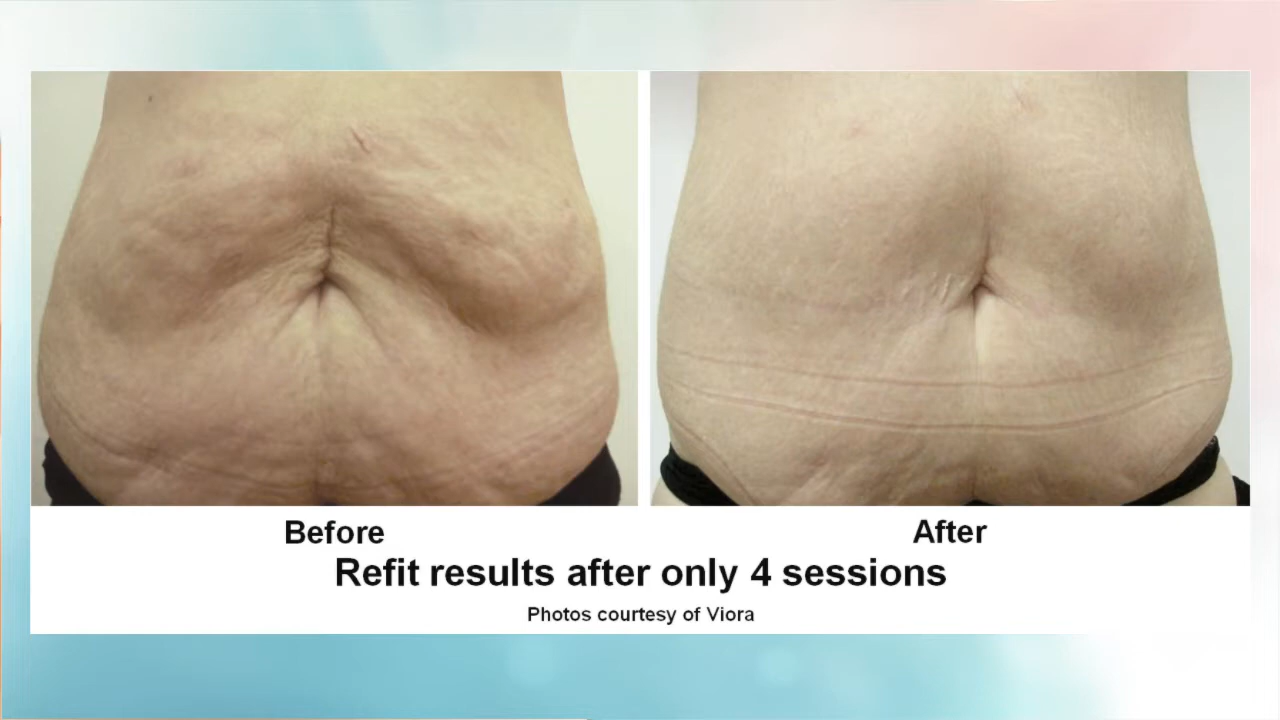 Before
After
Refit results after only 4 sessions
Photos courtesy of Viora